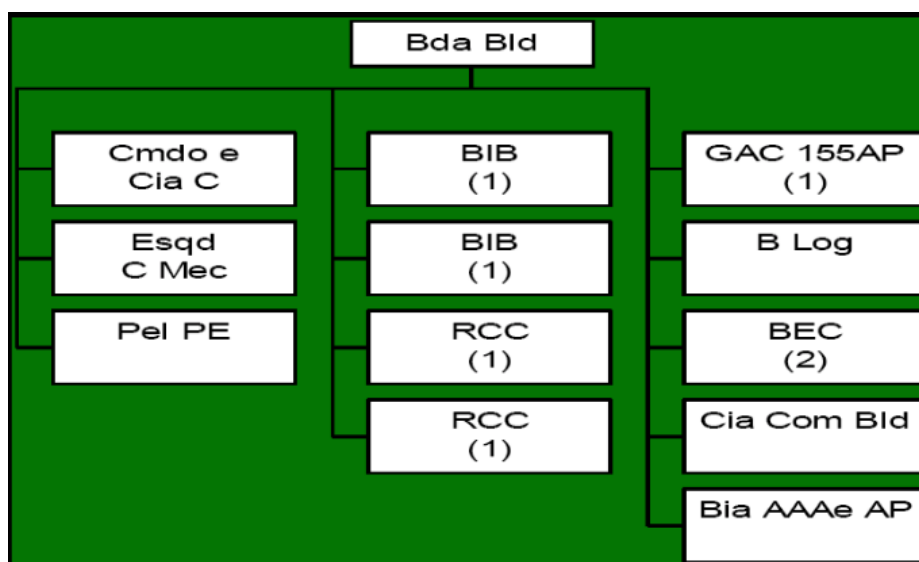 Bda Bld
Cmdo e
Cia C
Esqd
C Mec
Pel PE
BIB
(1)
BIB
(1)
RCC
(1)
RCC
(1)
GAC 155AP
(1)
B Log
BEC
(2)
Cia Com Bld
Bia AAAe AP